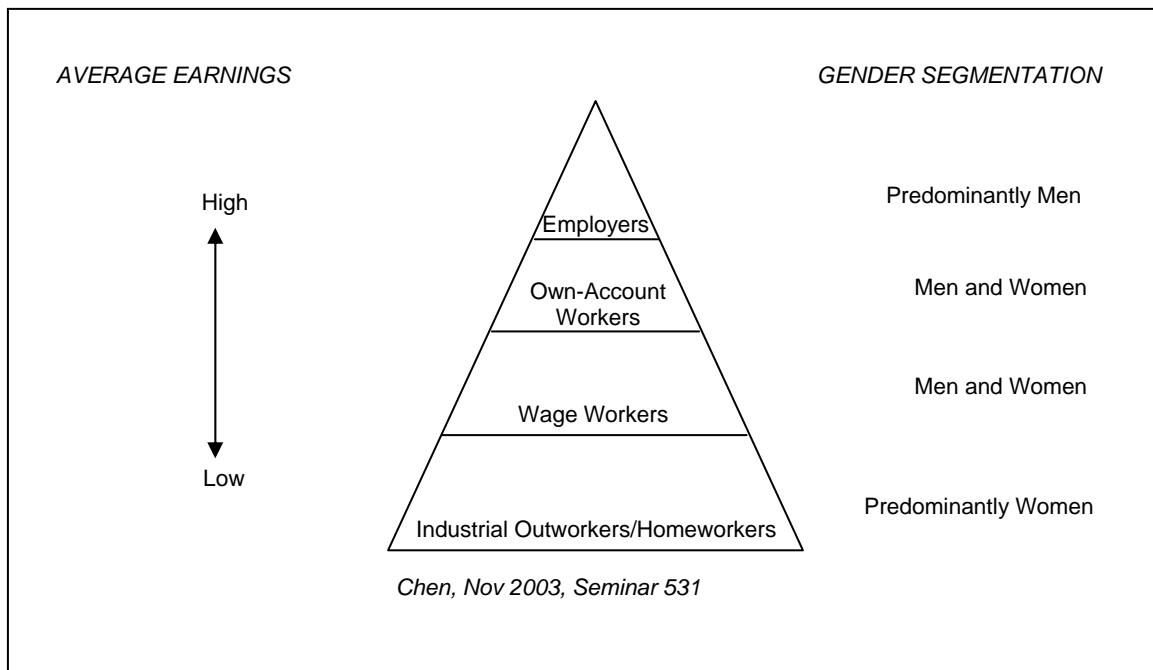 AVERAGE EARNINGS
GENDER SEGMENTATION
High
Predominantly Men
Employers
Own-Account
Workers
Men and Women
Wage Workers
Men and Women
Low
Industrial Outworkers/Homeworkers
Predominantly Women
Chen, Nov 2003, Seminar 531